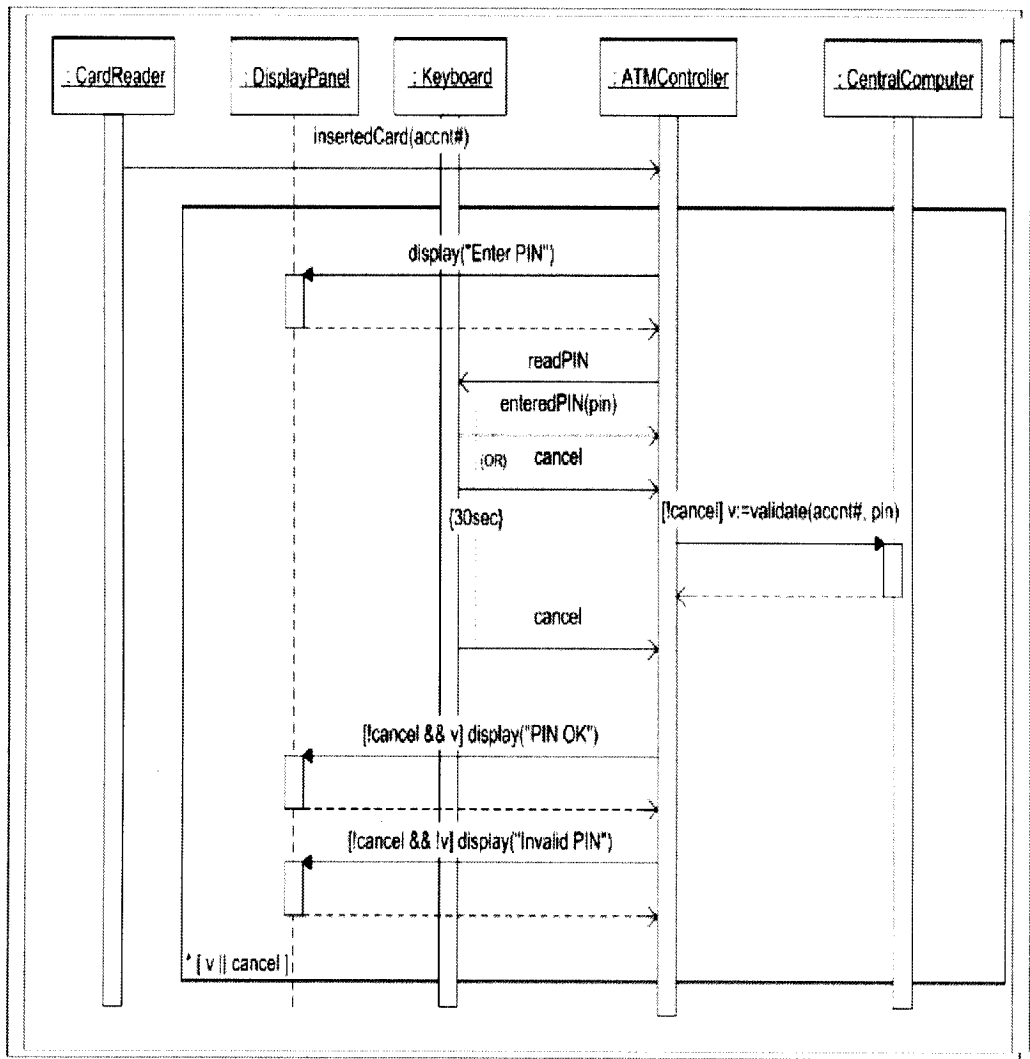 : CardReader
: DisplayPanel
: Keyboard
: ATMController
: CentralComputer
insertedCard(accnt#)
display("Enter PIN")
readPIN
enteredPIN(pin)
(OR) cancel
{30sec}
[!cancel] v:=validate(accnt#, pin)
cancel
[!cancel && v] display("PIN OK")
[!cancel && !v] display("Invalid PIN")
* [ v || cancel ]